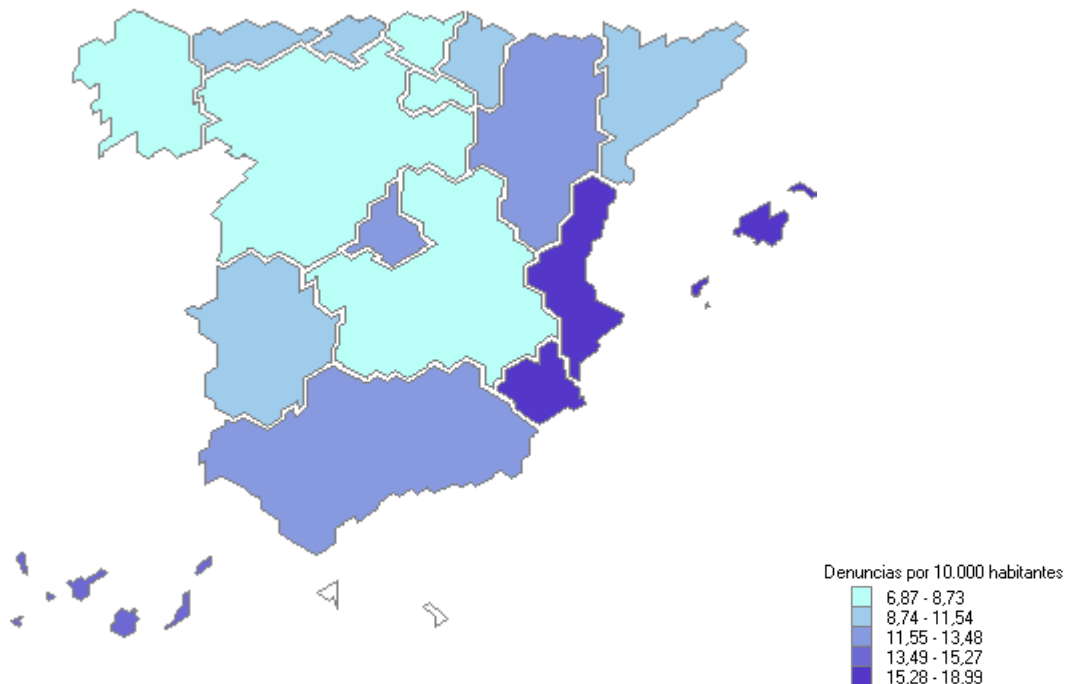 Denuncias por 10.000 habitantes
6,87 - 8,73
8,74 - 11,54
11,55 - 13,48
13,49 - 15,27
15,28 - 18,99